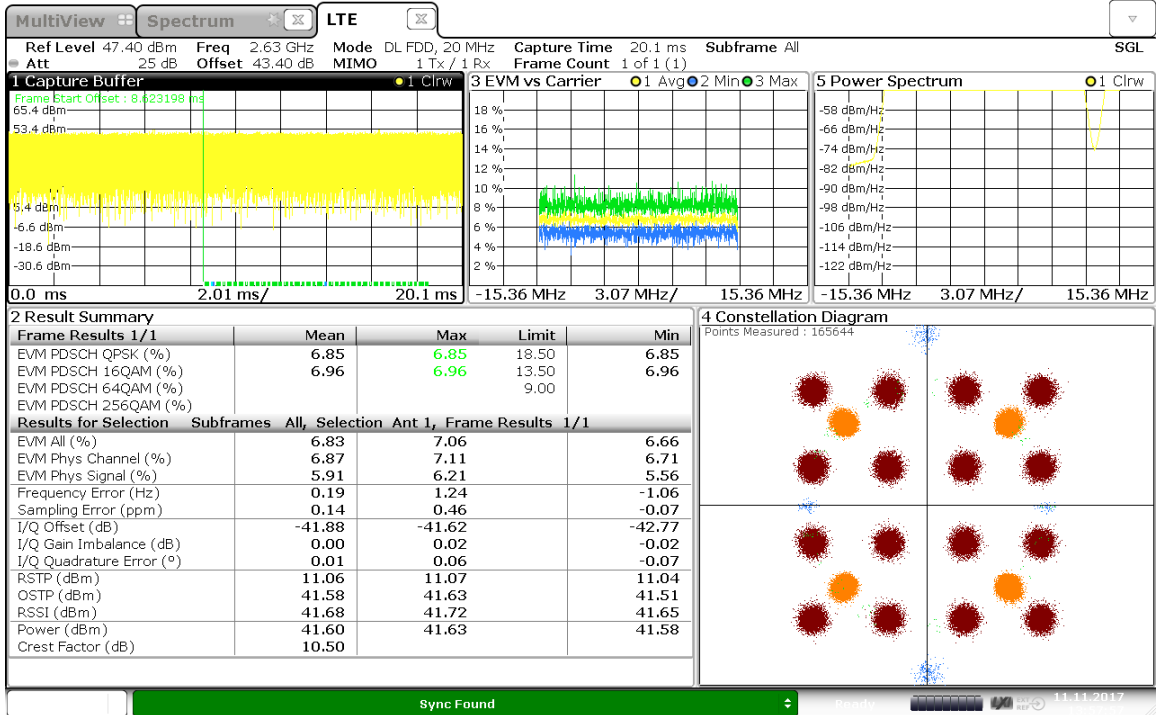 MultiView Spectrum LTE
Ref Level 47.40 dBm Freq 2.63 GHz Mode DL FDD, 20 MHz Capture Time 20.1 ms Subframe All SGL
Att 25 dB Offset 43.40 dB MIMO 1 Tx / 1 Rx Frame Count 1 of 1 (1)
1 Capture Buffer 1 Clrw
Frame Start Offset : 8.623198 ms
65.4 dBm
53.4 dBm
5.4 dBm
-6.6 dBm
-18.6 dBm
-30.6 dBm
0.0 ms 2.01 ms/ 20.1 ms
3 EVM vs Carrier 1 Avg 2 Min 3 Max
18 %
16 %
14 %
12 %
10 %
8 %
6 %
4 %
2 %
-15.36 MHz 3.07 MHz/ 15.36 MHz
5 Power Spectrum 1 Clrw
-58 dBm/Hz
-66 dBm/Hz
-74 dBm/Hz
-82 dBm/Hz
-90 dBm/Hz
-98 dBm/Hz
-106 dBm/Hz
-114 dBm/Hz
-122 dBm/Hz
-15.36 MHz 3.07 MHz/ 15.36 MHz
2 Result Summary
Frame Results 1/1 Mean Max Limit Min
EVM PDSCH QPSK (%) 6.85 6.85 18.50 6.85
EVM PDSCH 16QAM (%) 6.96 6.96 13.50 6.96
EVM PDSCH 64QAM (%) 9.00
EVM PDSCH 256QAM (%)
Results for Selection Subframes All, Selection Ant 1, Frame Results 1/1
EVM All (%) 6.83 7.06 6.66
EVM Phys Channel (%) 6.87 7.11 6.71
EVM Phys Signal (%) 5.91 6.21 5.56
Frequency Error (Hz) 0.19 1.24 -1.06
Sampling Error (ppm) 0.14 0.46 -0.07
I/Q Offset (dB) -41.88 -41.62 -42.77
I/Q Gain Imbalance (dB) 0.00 0.02 -0.02
I/Q Quadrature Error (º) 0.01 0.06 -0.07
RSTP (dBm) 11.06 11.07 11.04
OSTP (dBm) 41.58 41.63 41.51
RSSI (dBm) 41.68 41.72 41.65
Power (dBm) 41.60 41.63 41.58
Crest Factor (dB) 10.50
4 Constellation Diagram
Points Measured : 165644
Sync Found
Ready
LXI
EXT
REF
11.11.2017